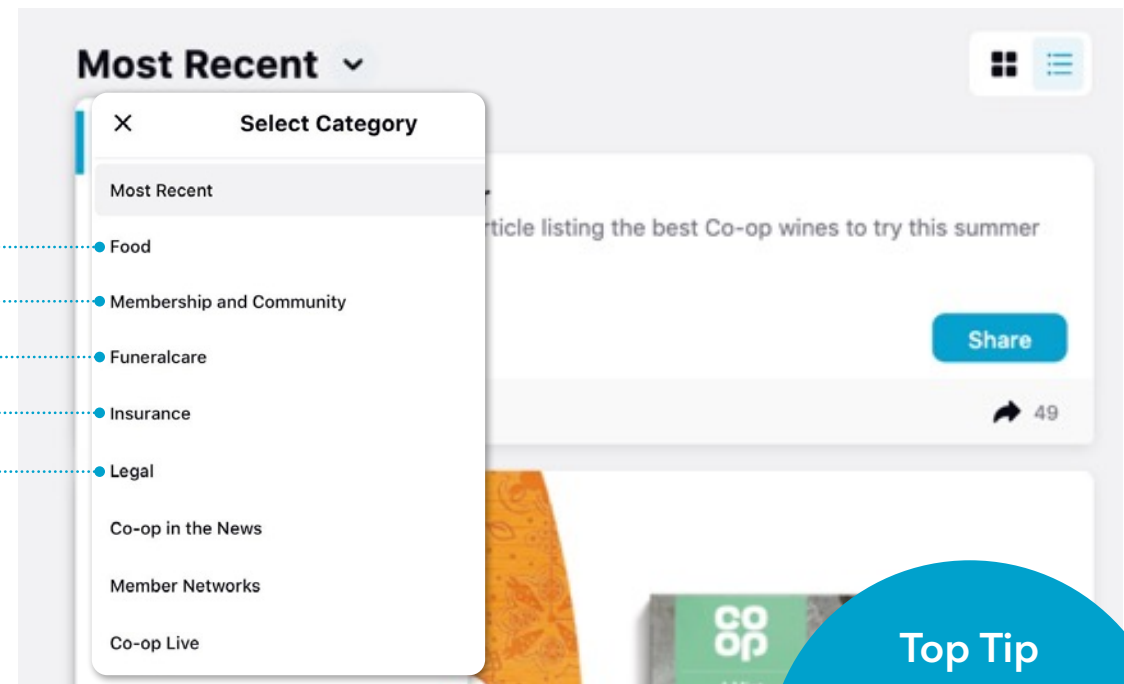 Most Recent
Select Category
Most Recent
Food
ticle listing the best Co-op wines to try this summer
Membership and Community
Funeralcare
Share
Insurance
49
Legal
Co-op in the News
Member Networks
co
op
Co-op Live
Top Tip